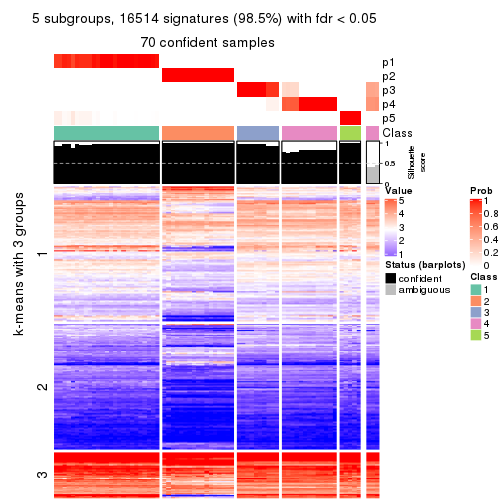 5 subgroups, 16514 signatures (98.5%) with fdr < 0.05
70 confident samples
p1
p2
p3
p4
p5
Class
1
0.5
0
Silhouette
score
k-means with 3 groups
1
2
3
Value
5
4
3
2
1
Status (barplots)
confident
ambiguous
Prob
1
0.8
0.6
0.4
0.2
0
Class
1
2
3
4
5